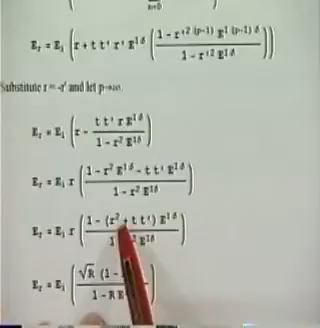 n=0
E_r = E_i (r + t t' r' E^{iδ} ((1 - r'^{2 (p-1)} E^{i (p-1) δ}) / (1 - r'^2 E^{iδ})))
Substitute r = -r' and let p→∞.
E_r = E_i (r - (t t' r E^{iδ}) / (1 - r^2 E^{iδ}))
E_r = E_i r ((1 - r^2 E^{iδ} - t t' E^{iδ}) / (1 - r^2 E^{iδ}))
E_r = E_i r ((1 - (r^2 + t t') E^{iδ}) / (1 E^{iδ}))
E_r = E_i (√R (1 - ) / (1 - R E))